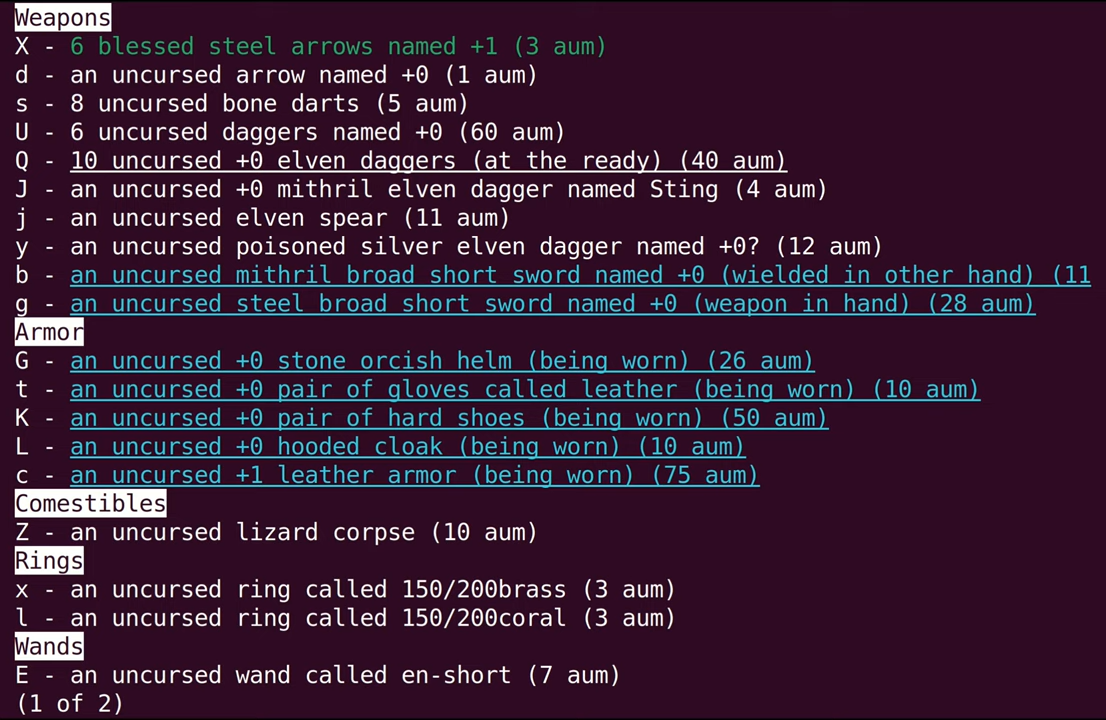 Weapons
X - 6 blessed steel arrows named +1 (3 aum)
d - an uncursed arrow named +0 (1 aum)
s - 8 uncursed bone darts (5 aum)
U - 6 uncursed daggers named +0 (60 aum)
Q - 10 uncursed +0 elven daggers (at the ready) (40 aum)
J - an uncursed +0 mithril elven dagger named Sting (4 aum)
j - an uncursed elven spear (11 aum)
y - an uncursed poisoned silver elven dagger named +0? (12 aum)
b - an uncursed mithril broad short sword named +0 (wielded in other hand) (11
g - an uncursed steel broad short sword named +0 (weapon in hand) (28 aum)
Armor
G - an uncursed +0 stone orcish helm (being worn) (26 aum)
t - an uncursed +0 pair of gloves called leather (being worn) (10 aum)
K - an uncursed +0 pair of hard shoes (being worn) (50 aum)
L - an uncursed +0 hooded cloak (being worn) (10 aum)
c - an uncursed +1 leather armor (being worn) (75 aum)
Comestibles
Z - an uncursed lizard corpse (10 aum)
Rings
x - an uncursed ring called 150/200brass (3 aum)
l - an uncursed ring called 150/200coral (3 aum)
Wands
E - an uncursed wand called en-short (7 aum)
(1 of 2)